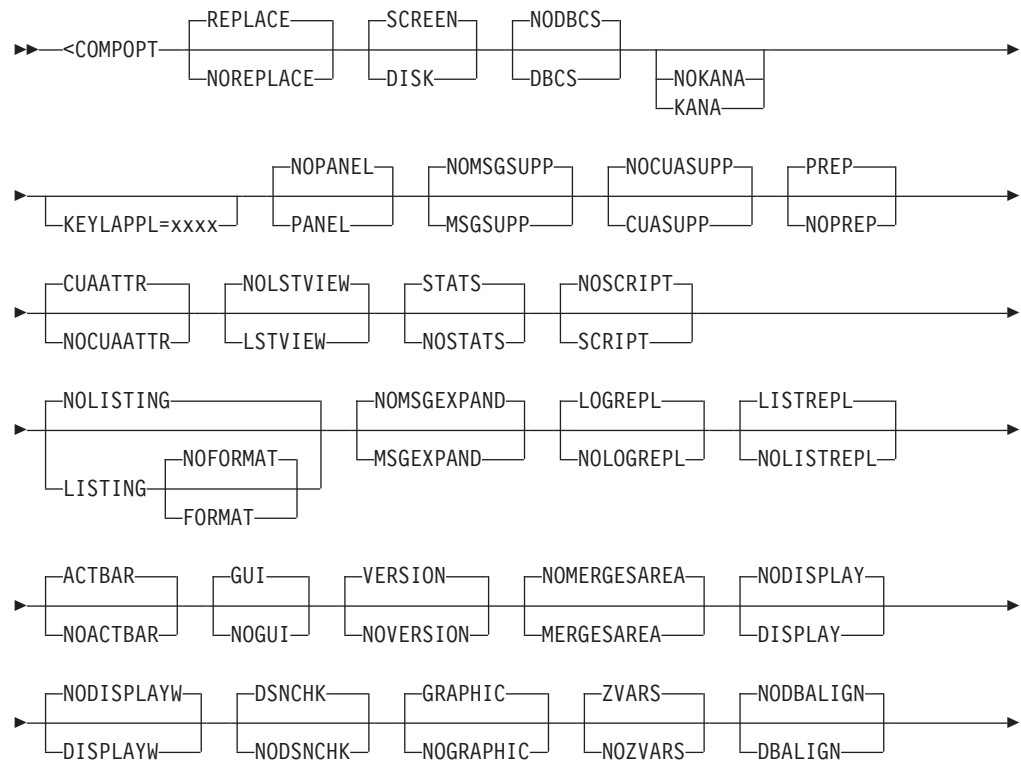 REPLACE SCREEN NODBCS
<COMPOPT
NOREPLACE DISK DBCS NOKANA
KANA
NOPANEL NOMSGSUPP NOCUASUPP PREP
KEYLAPPL=xxxx PANEL MSGSUPP CUASUPP NOPREP
CUAATTR NOLSTVIEW STATS NOSCRIPT
NOCUAATTR LSTVIEW NOSTATS SCRIPT
NOLISTING NOMSGEXPAND LOGREPL LISTREPL
NOFORMAT MSGEXPAND NOLOGREPL NOLISTREPL
LISTING
FORMAT
ACTBAR GUI VERSION NOMERGESAREA NODISPLAY
NOACTBAR NOGUI NOVERSION MERGESAREA DISPLAY
NODISPLAYW DSNCHK GRAPHIC ZVARS NODBALIGN
DISPLAYW NODSNCHK NOGRAPHIC NOZVARS DBALIGN